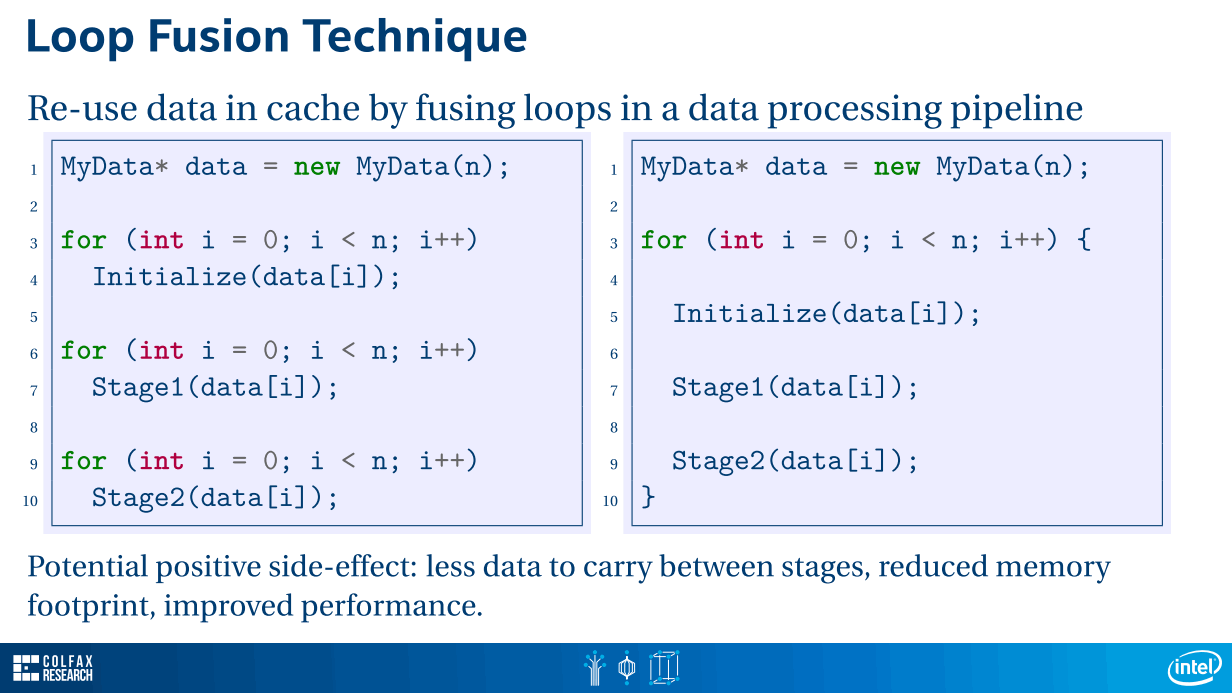 Loop Fusion Technique
Re-use data in cache by fusing loops in a data processing pipeline
1 MyData* data = new MyData(n);
2
3 for (int i = 0; i < n; i++)
4   Initialize(data[i]);
5
6 for (int i = 0; i < n; i++)
7   Stage1(data[i]);
8
9 for (int i = 0; i < n; i++)
10   Stage2(data[i]);
1 MyData* data = new MyData(n);
2
3 for (int i = 0; i < n; i++) {
4
5   Initialize(data[i]);
6
7   Stage1(data[i]);
8
9   Stage2(data[i]);
10 }
Potential positive side-effect: less data to carry between stages, reduced memory
footprint, improved performance.
COLFAX
RESEARCH
intel